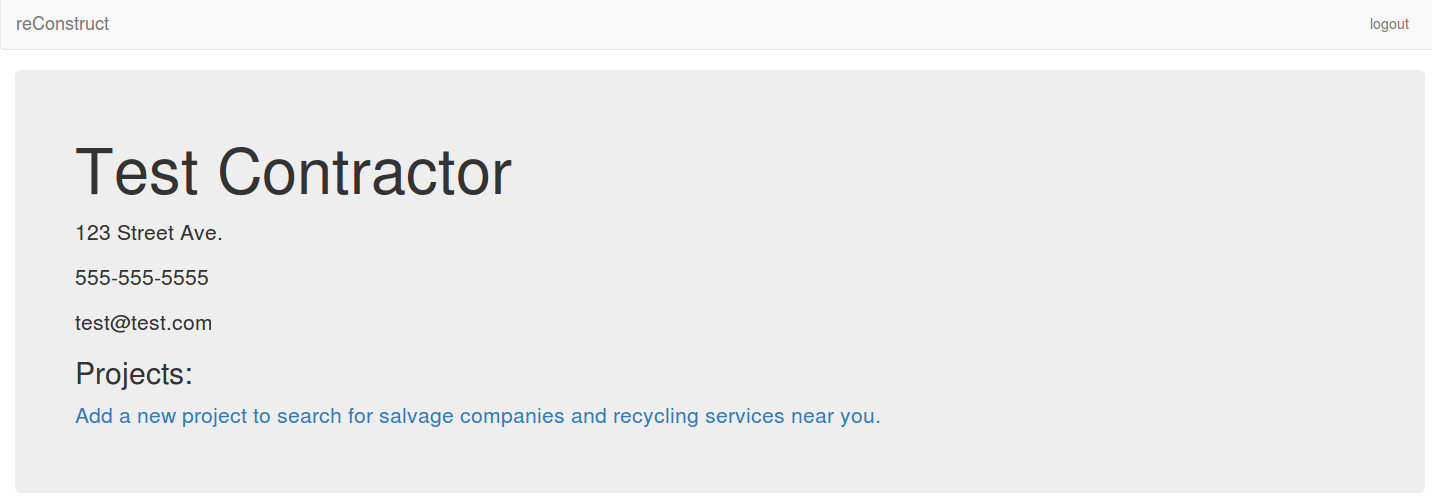 reConstruct
logout
Test Contractor
123 Street Ave.
555-555-5555
test@test.com
Projects:
Add a new project to search for salvage companies and recycling services near you.